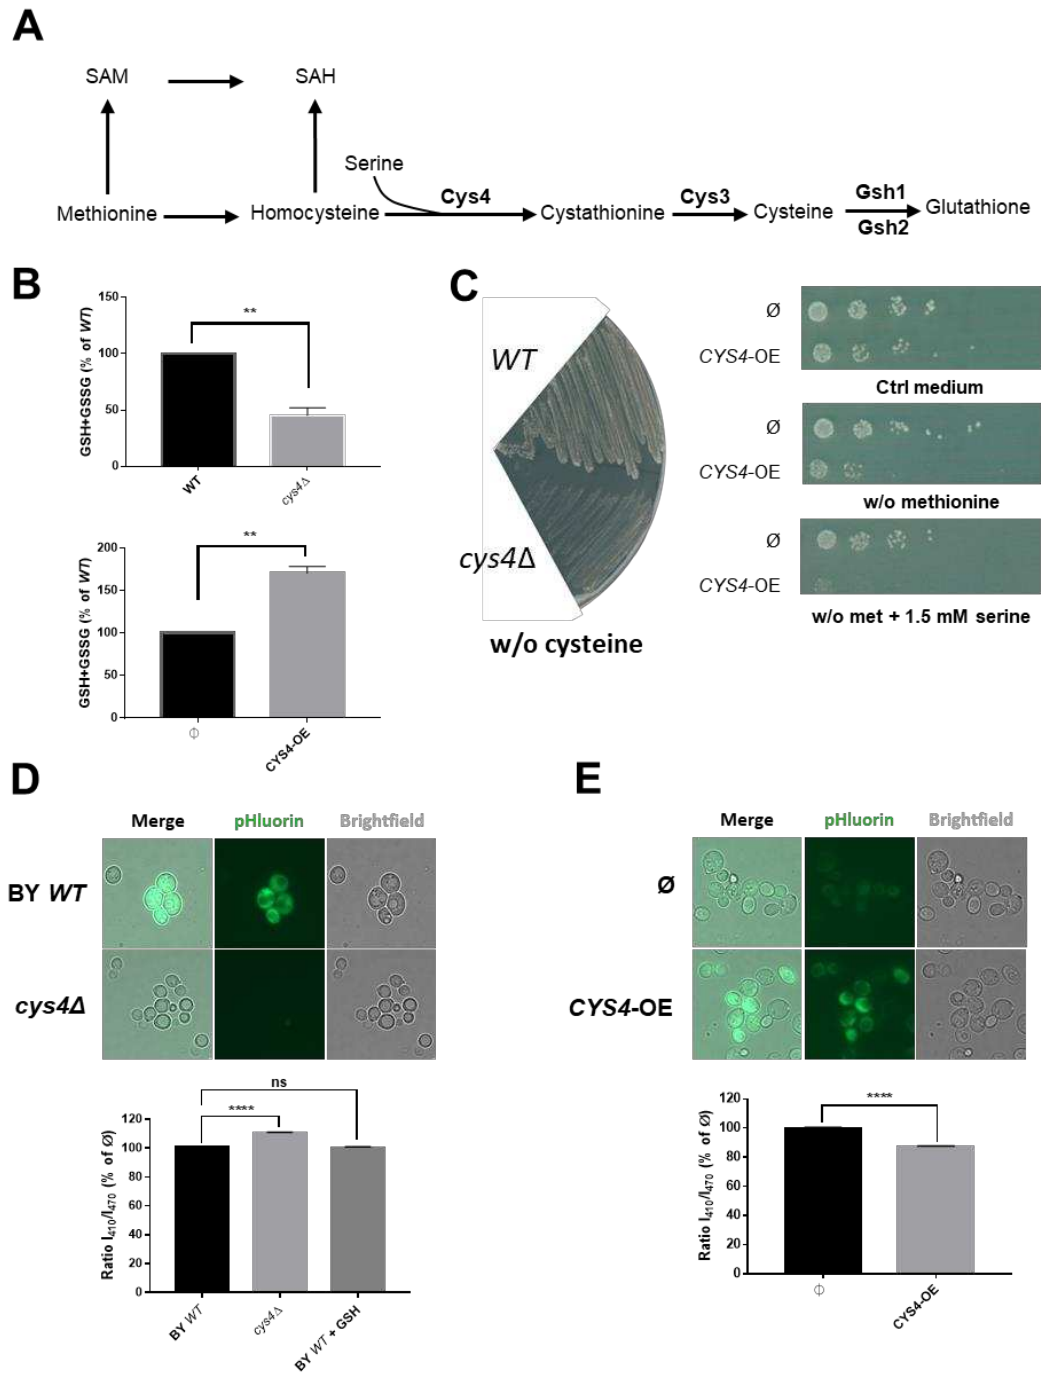 A
SAM
SAH
Serine
Methionine
Homocysteine
Cys4
Cystathionine
Cys3
Cysteine
Gsh1
Gsh2
Glutathione
B
GSH+GSSG (% of WT)
150
100
50
0
**
WT
cys4Δ
GSH+GSSG (% of WT)
200
150
100
50
0
**
Φ
CYS4-OE
C
WT
cys4Δ
w/o cysteine
Ø
CYS4-OE
Ctrl medium
Ø
CYS4-OE
w/o methionine
Ø
CYS4-OE
w/o met + 1.5 mM serine
D
Merge
pHluorin
Brightfield
BY WT
cys4Δ
ns
****
Ratio I410/I470 (% of Ø)
120
100
80
60
40
20
0
BY WT
cys4Δ
BY WT + GSH
E
Merge
pHluorin
Brightfield
Ø
CYS4-OE
****
Ratio I410/I470 (% of Ø)
120
100
80
60
40
20
0
Φ
CYS4-OE